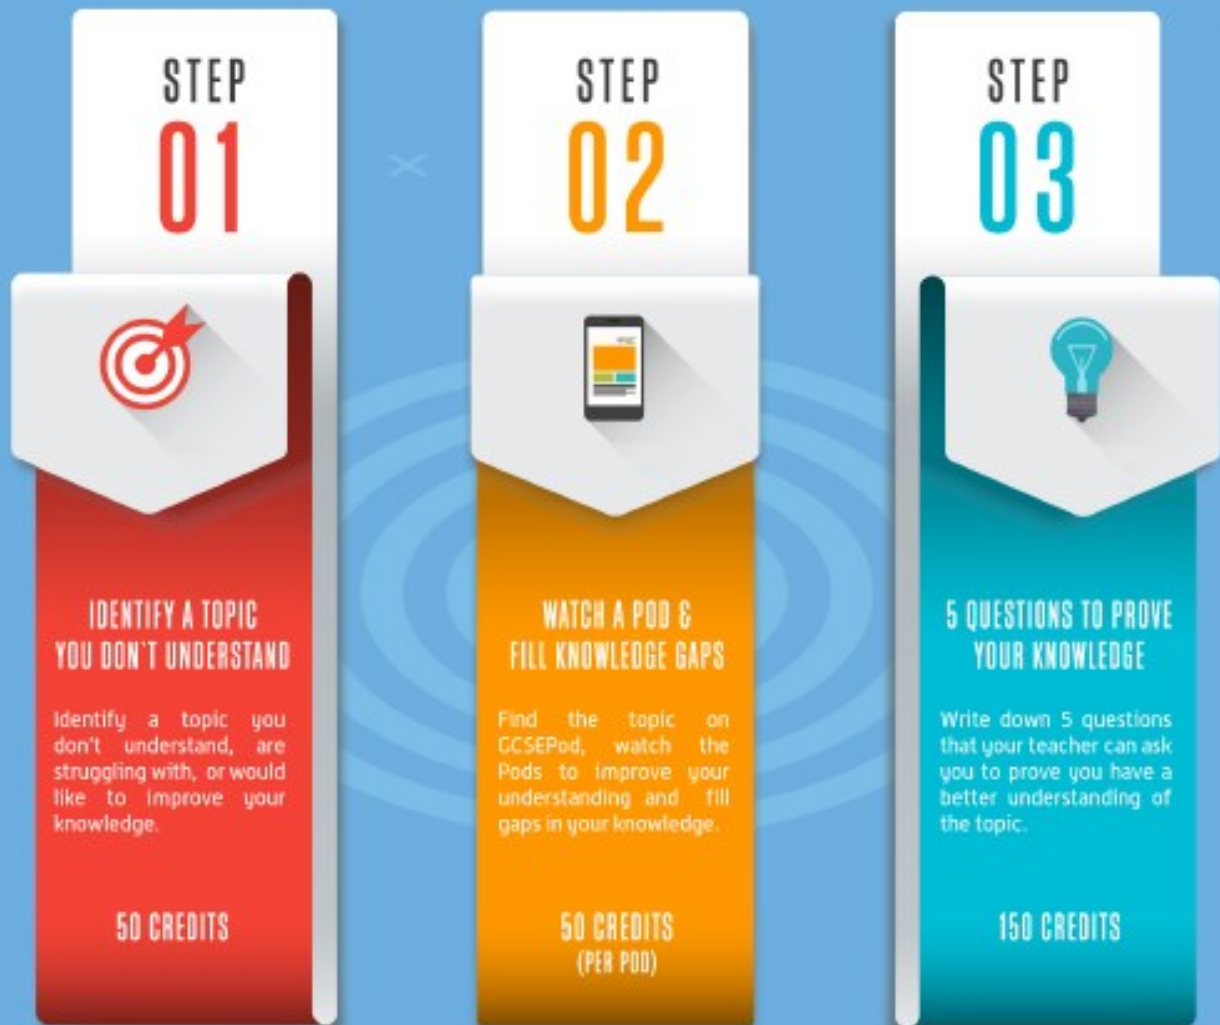 STEP
01
IDENTIFY A TOPIC
YOU DON'T UNDERSTAND
Identify a topic you
don't understand, are
struggling with, or would
like to improve your
knowledge.
50 CREDITS
STEP
02
WATCH A POD &
FILL KNOWLEDGE GAPS
Find the topic on
GCSEPod, watch the
Pods to improve your
understanding and fill
gaps in your knowledge.
50 CREDITS
(PER POD)
STEP
03
5 QUESTIONS TO PROVE
YOUR KNOWLEDGE
Write down 5 questions
that your teacher can ask
you to prove you have a
better understanding of
the topic.
150 CREDITS